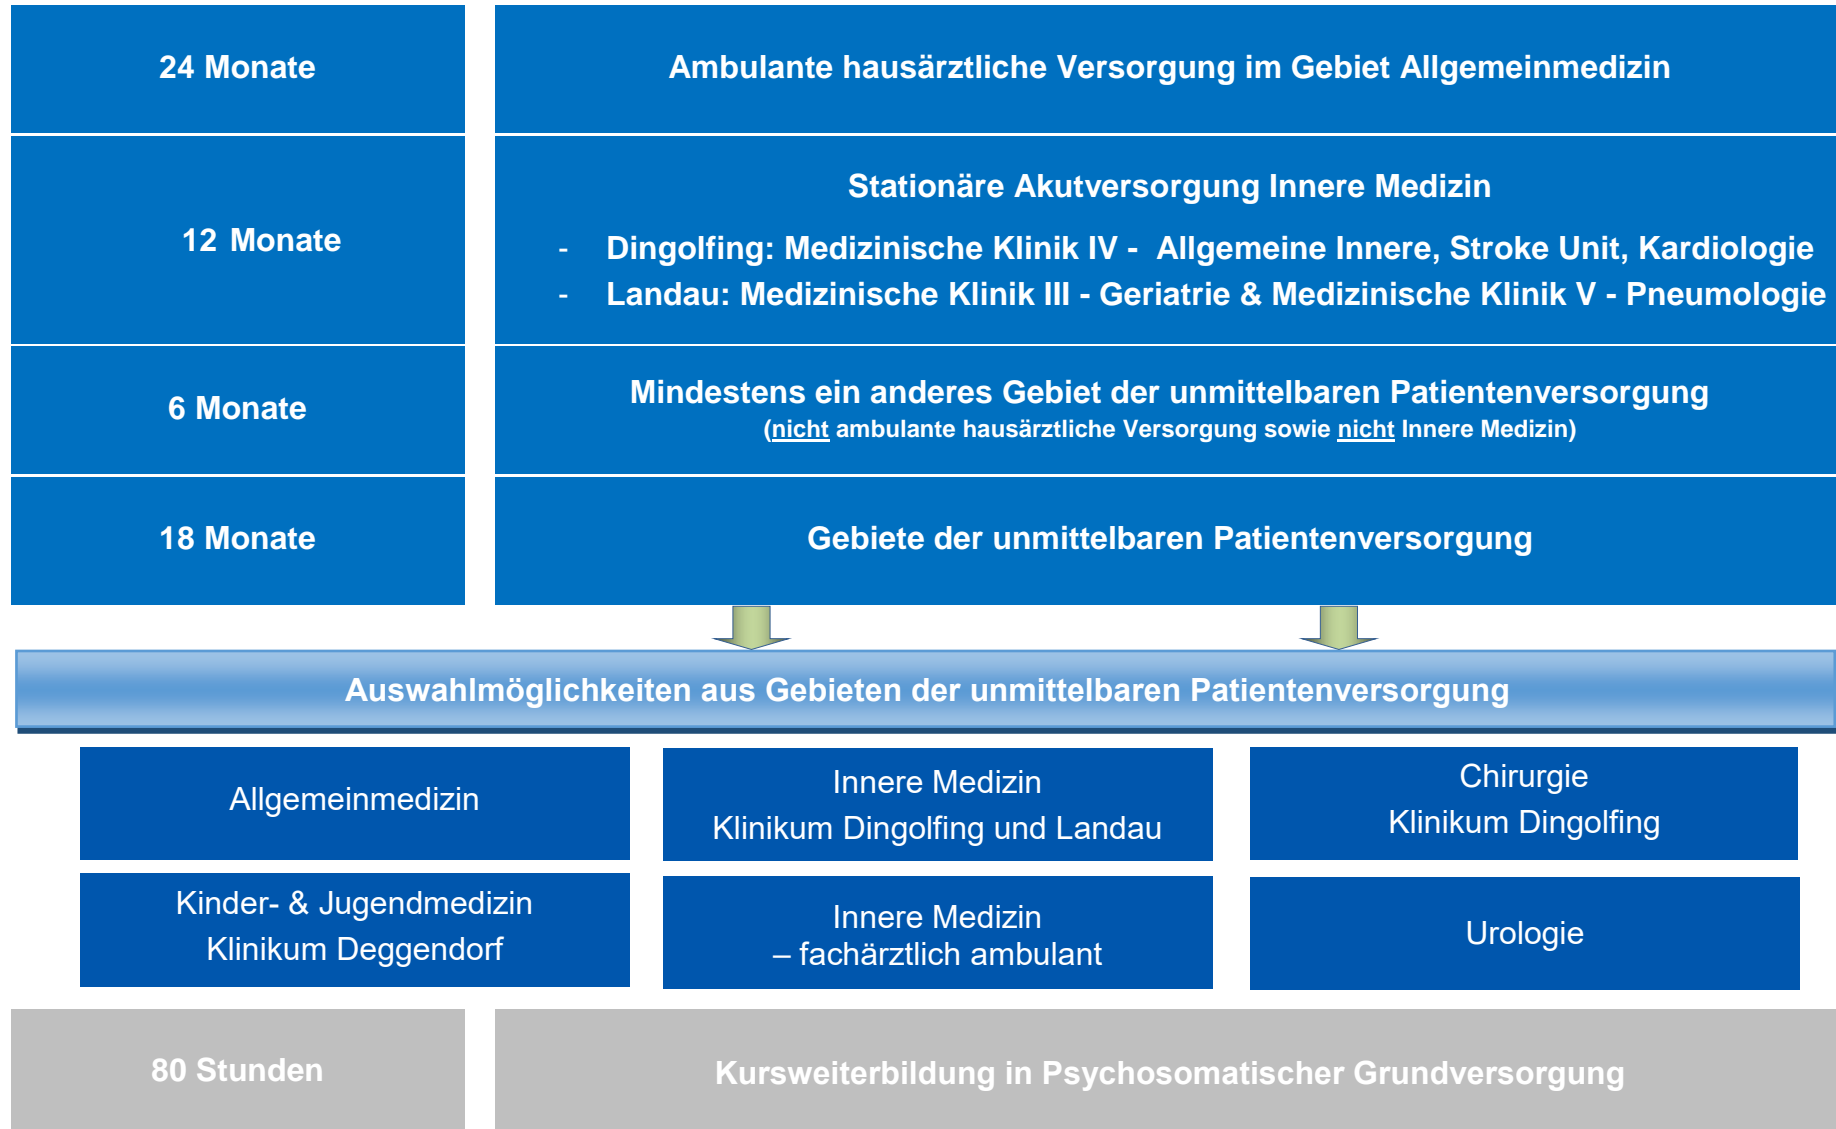 24 Monate
Ambulante hausärztliche Versorgung im Gebiet Allgemeinmedizin
12 Monate
Stationäre Akutversorgung Innere Medizin
- Dingolfing: Medizinische Klinik IV - Allgemeine Innere, Stroke Unit, Kardiologie
- Landau: Medizinische Klinik III - Geriatrie & Medizinische Klinik V - Pneumologie
6 Monate
Mindestens ein anderes Gebiet der unmittelbaren Patientenversorgung
(nicht ambulante hausärztliche Versorgung sowie nicht Innere Medizin)
18 Monate
Gebiete der unmittelbaren Patientenversorgung
Auswahlmöglichkeiten aus Gebieten der unmittelbaren Patientenversorgung
Allgemeinmedizin
Innere Medizin
Klinikum Dingolfing und Landau
Chirurgie
Klinikum Dingolfing
Kinder- & Jugendmedizin
Klinikum Deggendorf
Innere Medizin
– fachärztlich ambulant
Urologie
80 Stunden
Kursweiterbildung in Psychosomatischer Grundversorgung